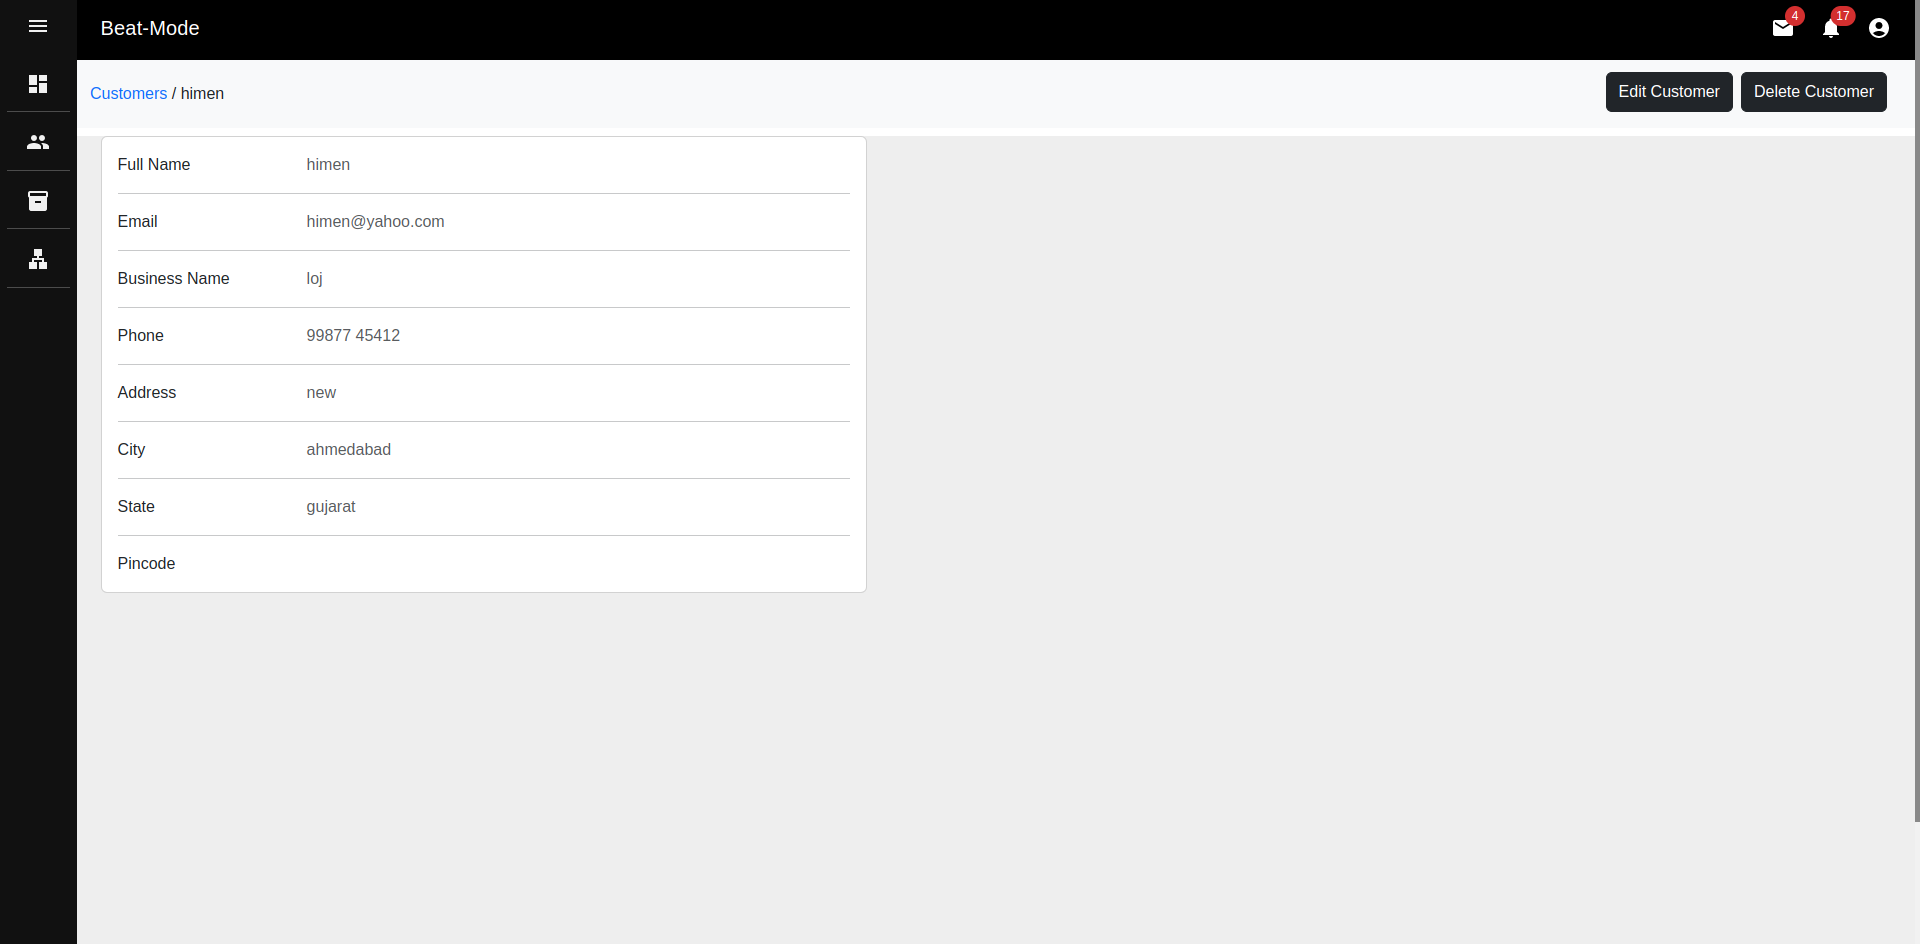 Beat-Mode
4
17
Customers / himen
Edit Customer
Delete Customer
Full Name himen
Email himen@yahoo.com
Business Name loj
Phone 99877 45412
Address new
City ahmedabad
State gujarat
Pincode